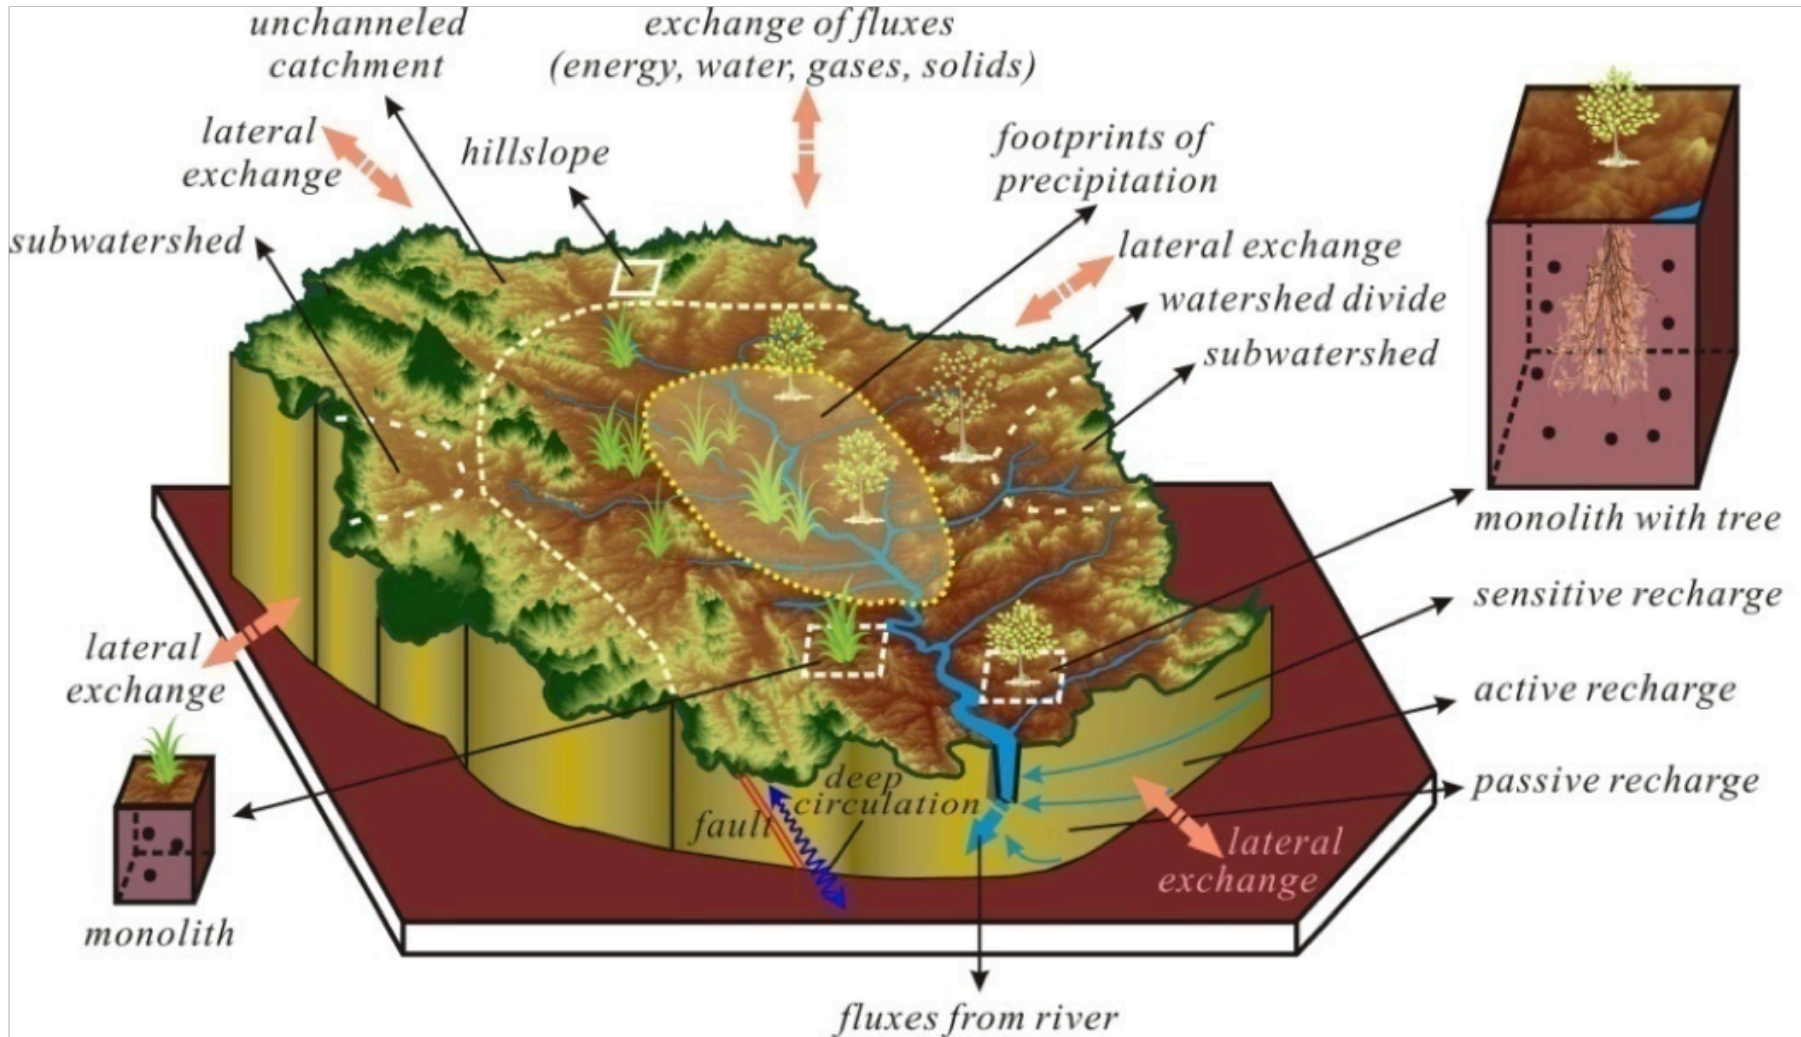 unchanneled
catchment
exchange of fluxes
(energy, water, gases, solids)
lateral
exchange
hillslope
footprints of
precipitation
subwatershed
lateral exchange
watershed divide
subwatershed
monolith with tree
sensitive recharge
lateral
exchange
active recharge
passive recharge
deep
circulation
fault
lateral
exchange
monolith
fluxes from river